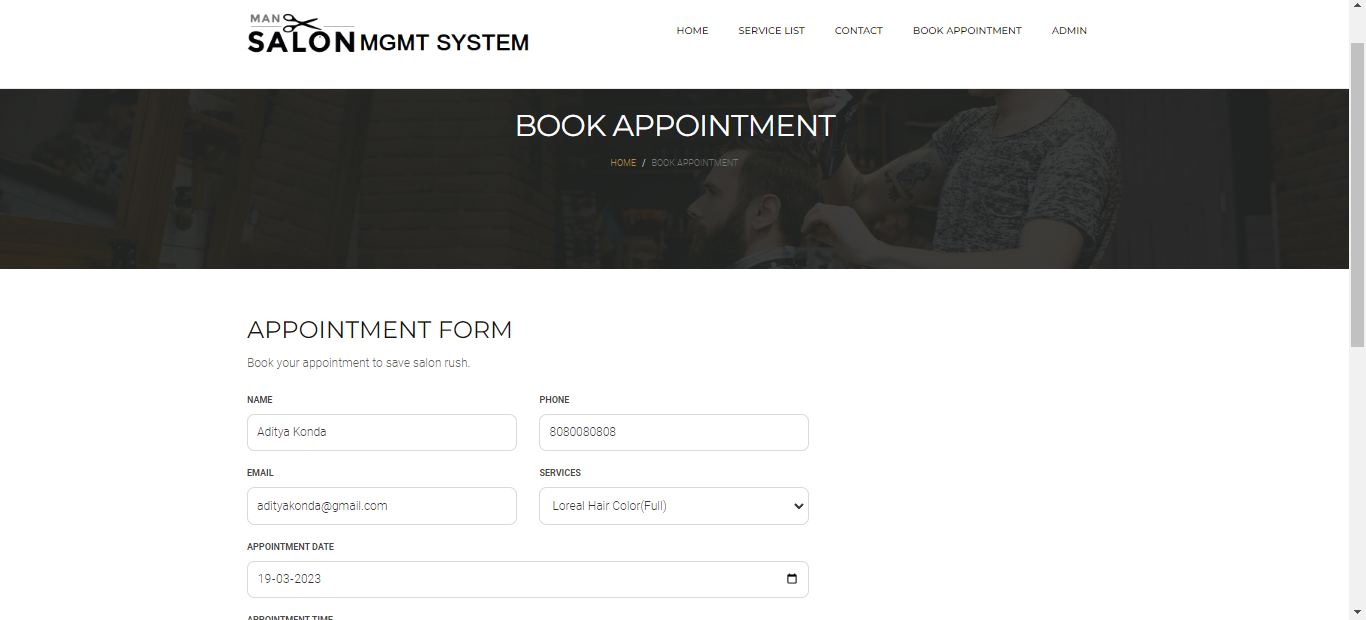 MAN
SALON MGMT SYSTEM
HOME SERVICE LIST CONTACT BOOK APPOINTMENT ADMIN
BOOK APPOINTMENT
HOME / BOOK APPOINTMENT
APPOINTMENT FORM
Book your appointment to save salon rush.
NAME PHONE
Aditya Konda 8080080808
EMAIL SERVICES
adityakonda@gmail.com Loreal Hair Color(Full)
APPOINTMENT DATE
19-03-2023
APPOINTMENT TIME